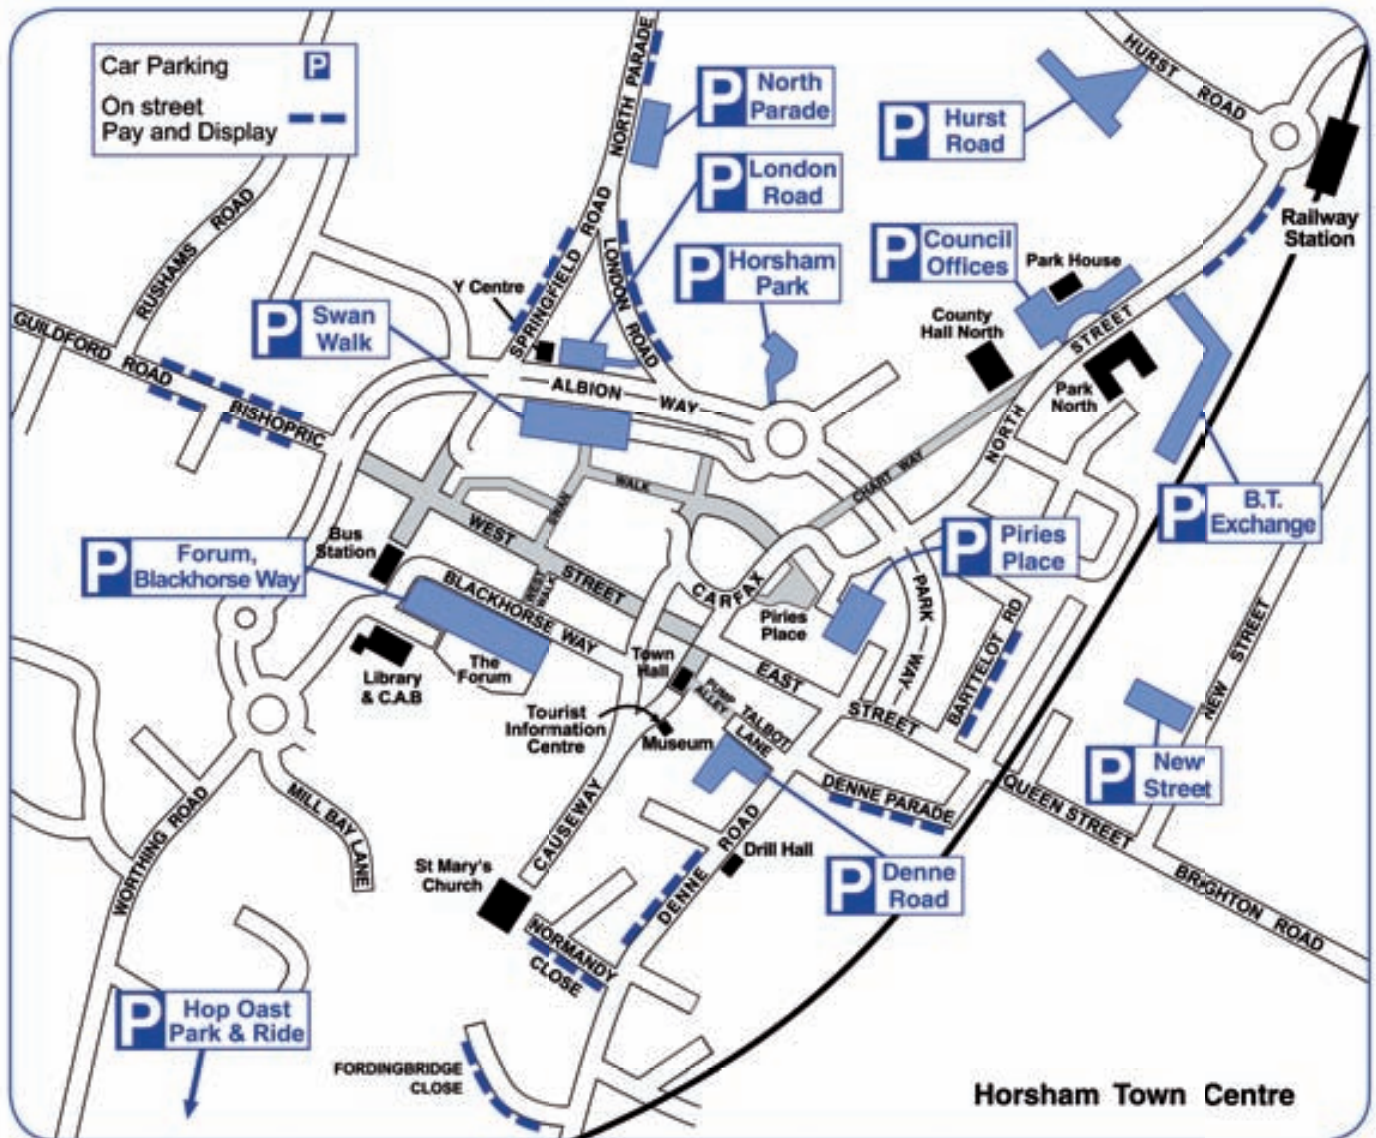 Car Parking
P
On street
Pay and Display
NORTH PARADE
P
North
Parade
P
London
Road
HURST ROAD
P
Hurst
Road
Railway
Station
RUSHAMS ROAD
SPRINGFIELD ROAD
LONDON ROAD
Y Centre
P
Horsham
Park
P
Council
Offices
Park House
County
Hall North
NORTH STREET
Park
North
GUILDFORD ROAD
P
Swan
Walk
ALBION WAY
BISHOPRIC
SWAN WALK
CHART WAY
P
B.T.
Exchange
Bus
Station
WEST STREET
WEST
WALK
P
Forum,
Blackhorse Way
BLACKHORSE WAY
CARFAX
Piries
Place
P
Piries
Place
PARK WAY
BARTTELOT RD
NEW STREET
Library
& C.A.B
The
Forum
Town
Hall
EAST STREET
PUMP
ALLEY
TALBOT
LANE
Tourist
Information
Centre
Museum
P
New
Street
MILL BAY LANE
WORTHING ROAD
CAUSEWAY
DENNE PARADE
QUEEN STREET
BRIGHTON ROAD
DENNE ROAD
Drill Hall
P
Denne
Road
St Mary's
Church
NORMANDY
CLOSE
P
Hop Oast
Park & Ride
FORDINGBRIDGE
CLOSE
Horsham Town Centre